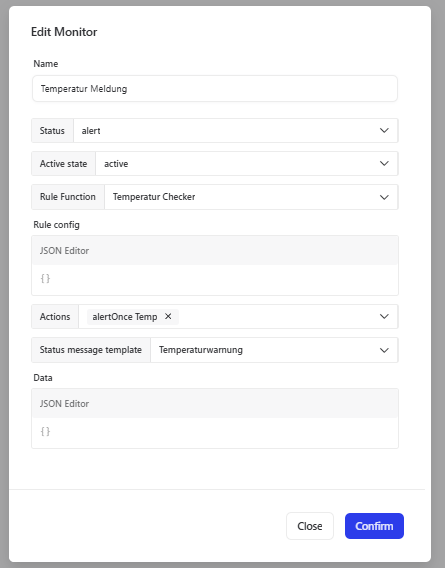 Edit Monitor
Name
Temperatur Meldung
Status alert
Active state active
Rule Function Temperatur Checker
Rule config
JSON Editor
{}
Actions alertOnce Temp ✕
Status message template Temperaturwarnung
Data
JSON Editor
{}
Close Confirm